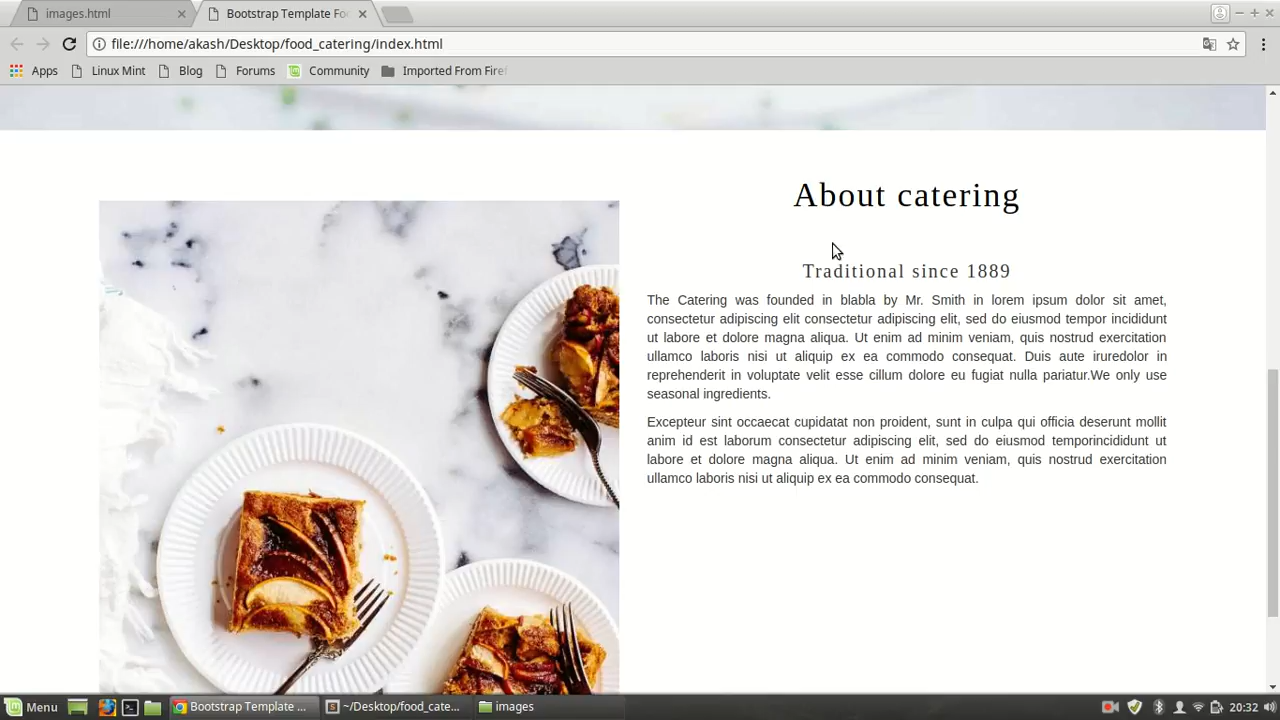 images.html
Bootstrap Template Fo
file:///home/akash/Desktop/food_catering/index.html
Apps Linux Mint Blog Forums Community Imported From Firef
About catering
Traditional since 1889
The Catering was founded in blabla by Mr. Smith in lorem ipsum dolor sit amet,
consectetur adipiscing elit consectetur adipiscing elit, sed do eiusmod tempor incididunt
ut labore et dolore magna aliqua. Ut enim ad minim veniam, quis nostrud exercitation
ullamco laboris nisi ut aliquip ex ea commodo consequat. Duis aute iruredolor in
reprehenderit in voluptate velit esse cillum dolore eu fugiat nulla pariatur.We only use
seasonal ingredients.
Excepteur sint occaecat cupidatat non proident, sunt in culpa qui officia deserunt mollit
anim id est laborum consectetur adipiscing elit, sed do eiusmod temporincididunt ut
labore et dolore magna aliqua. Ut enim ad minim veniam, quis nostrud exercitation
ullamco laboris nisi ut aliquip ex ea commodo consequat.
Menu Bootstrap Template ... ~/Desktop/food_cate... images 20:32